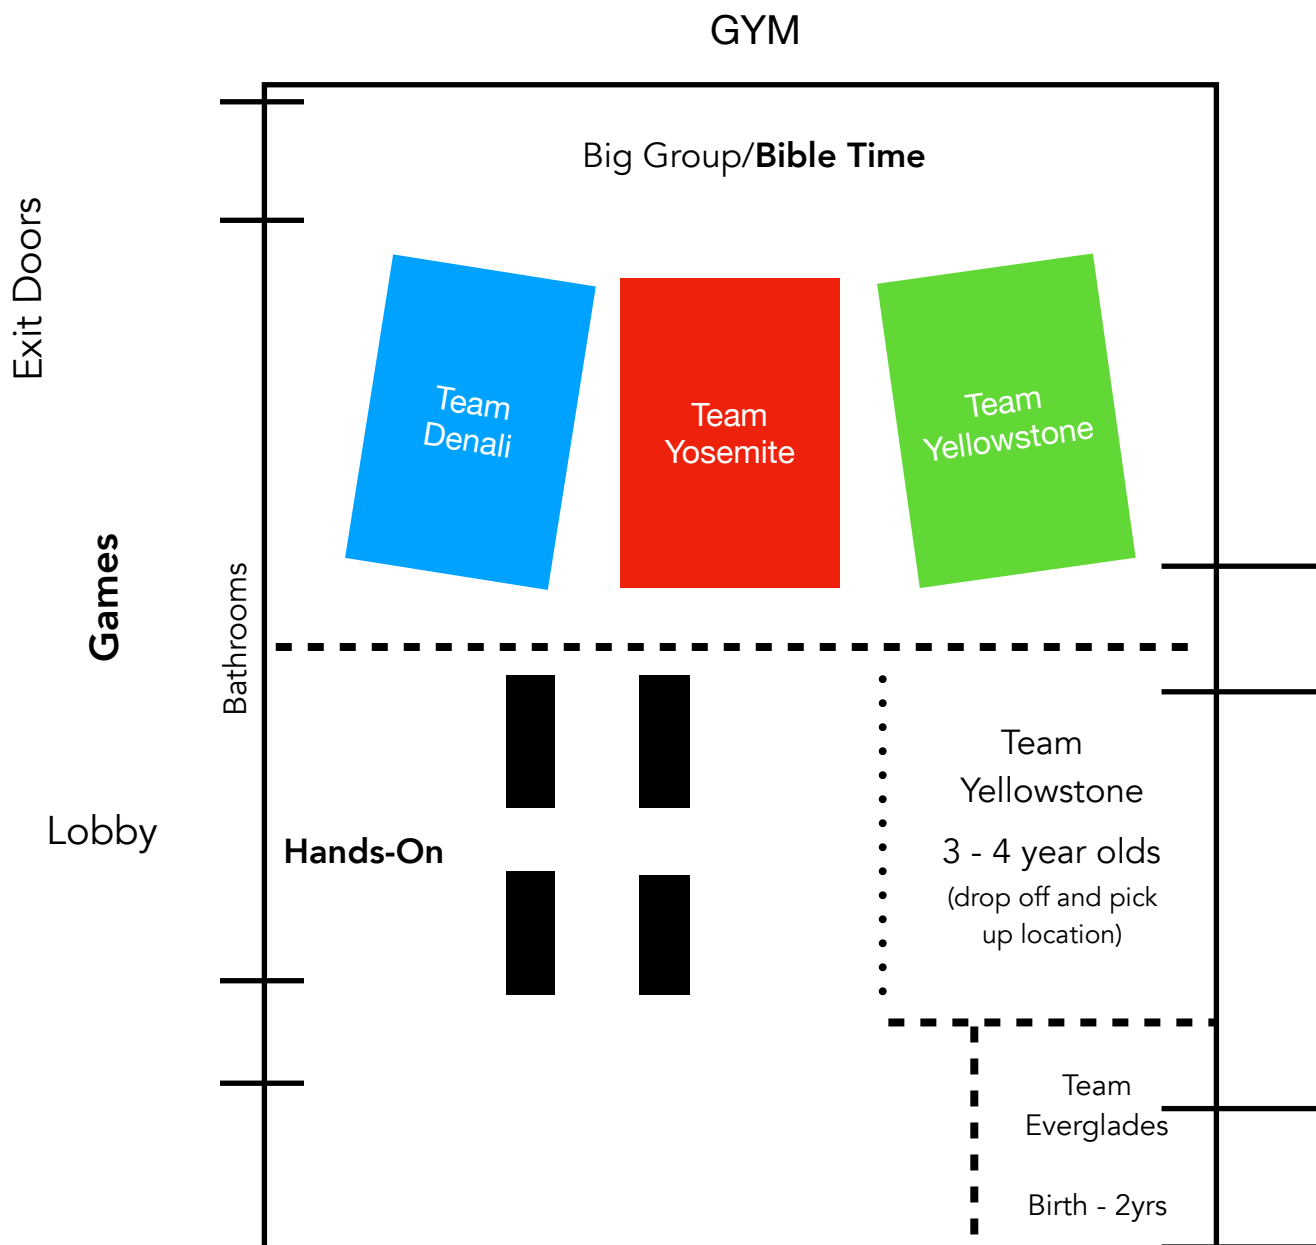 GYM
Big Group/Bible Time
Exit Doors
Team
Denali
Team
Yosemite
Team
Yellowstone
Games
Bathrooms
Lobby
Hands-On
Team
Yellowstone
3 - 4 year olds
(drop off and pick
up location)
Team
Everglades
Birth - 2yrs